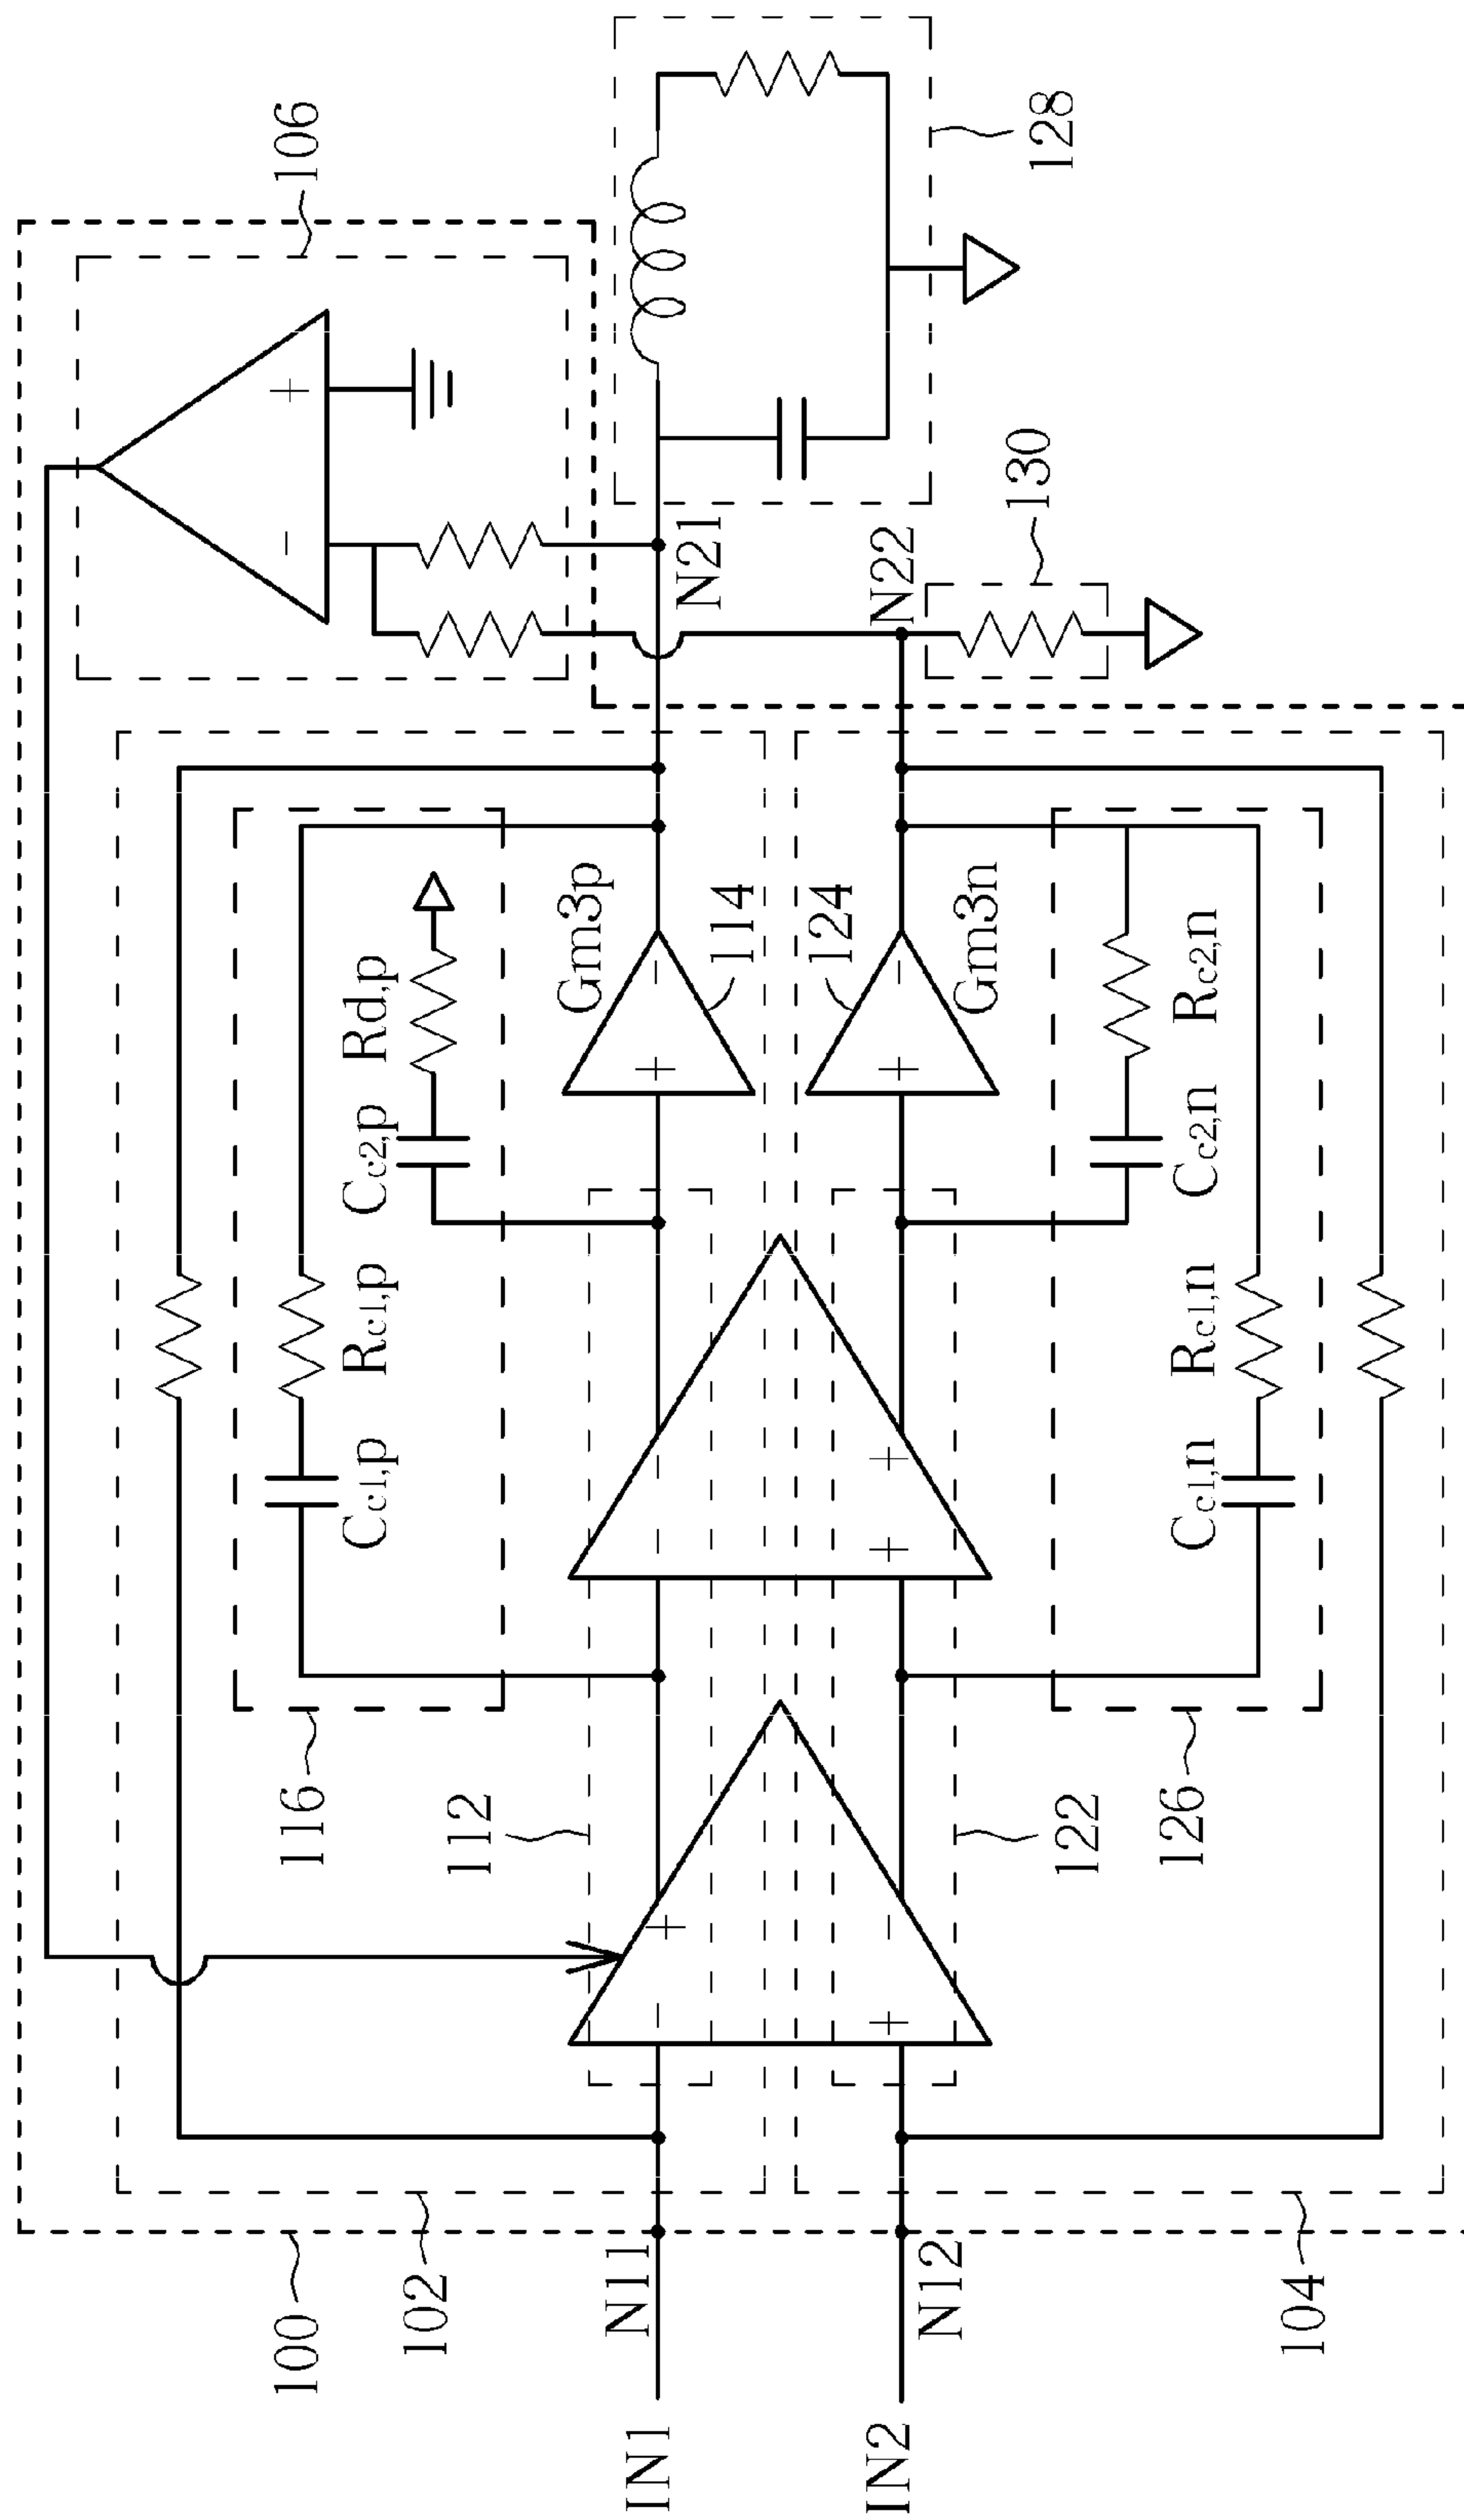 106
128
130
N21
N22
Gm3p
114
124
Gm3n
Cc1,p
Rc1,p
Cc2,p
Rd,p
Cc1,n
Rc1,n
Cc2,n
Rc2,n
116
112
122
126
100
102
104
N11
N12
IN1
IN2
+
-
-
+
-
+
-
-
+
+
-
+
+
-